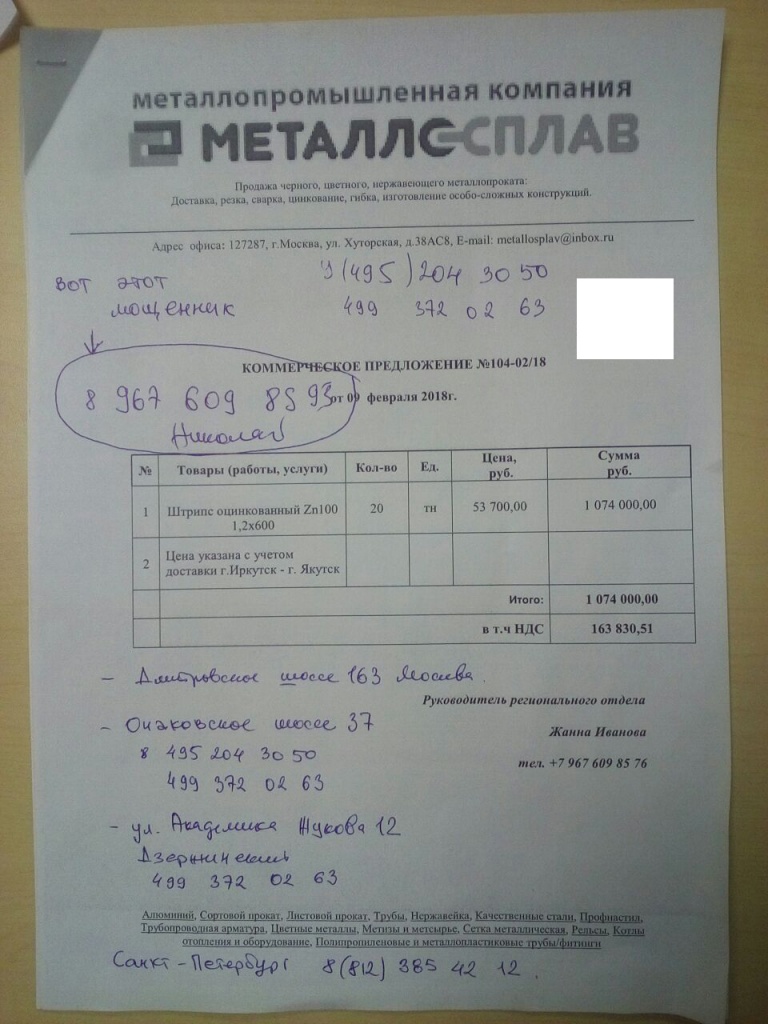 металлопромышленная компания
МЕТАЛЛО-СПЛАВ
Продажа черного, цветного, нержавеющего металлопроката:
Доставка, резка, сварка, цинкование, гибка, изготовление особо-сложных конструкций.
Адрес офиса: 127287, г.Москва, ул. Хуторская, д.38АС8, E-mail: metallosplav@inbox.ru
вот этот (495) 204 30 50
мошенник 499 372 02 63
КОММЕРЧЕСКОЕ ПРЕДЛОЖЕНИЕ №104-02/18
8 967 609 85 93 от 09 февраля 2018г.
Николай
№ Товары (работы, услуги) Кол-во Ед. Цена, руб. Сумма руб.
1 Штрипс оцинкованный Zn100 1,2х600 20 тн 53 700,00 1 074 000,00
2 Цена указана с учетом доставки г.Иркутск - г. Якутск
Итого: 1 074 000,00
в т.ч НДС 163 830,51
- Дмитровское шоссе 163 Москва.
Руководитель регионального отдела
- Очаковское шоссе 37
Жанна Иванова
8 495 204 30 50
тел. +7 967 609 85 76
499 372 02 63
- ул. Академика Жукова 12
Дзержинский
499 372 02 63
Алюминий, Сортовой прокат, Листовой прокат, Трубы, Нержавейка, Качественные стали, Профнастил,
Трубопроводная арматура, Цветные металлы, Метизы и метсырье, Сетка металлическая, Рельсы, Котлы
отопления и оборудование, Полипропиленовые и металлопластиковые трубы/фитинги
Санкт-Петербург 8(812) 385 42 12.